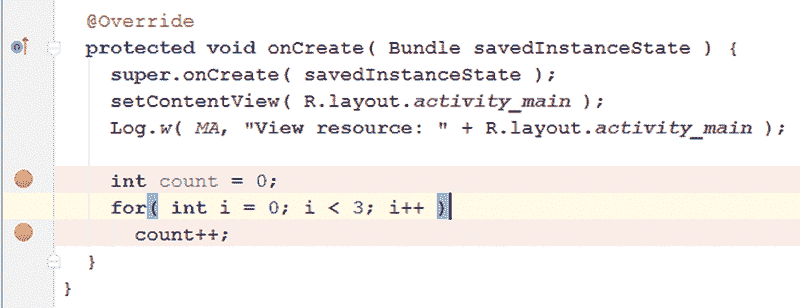 @Override
protected void onCreate( Bundle savedInstanceState ) {
super.onCreate( savedInstanceState );
setContentView( R.layout.activity_main );
Log.w( MA, "View resource: " + R.layout.activity_main );
int count = 0;
for( int i = 0; i < 3; i++ )
count++;
}
}